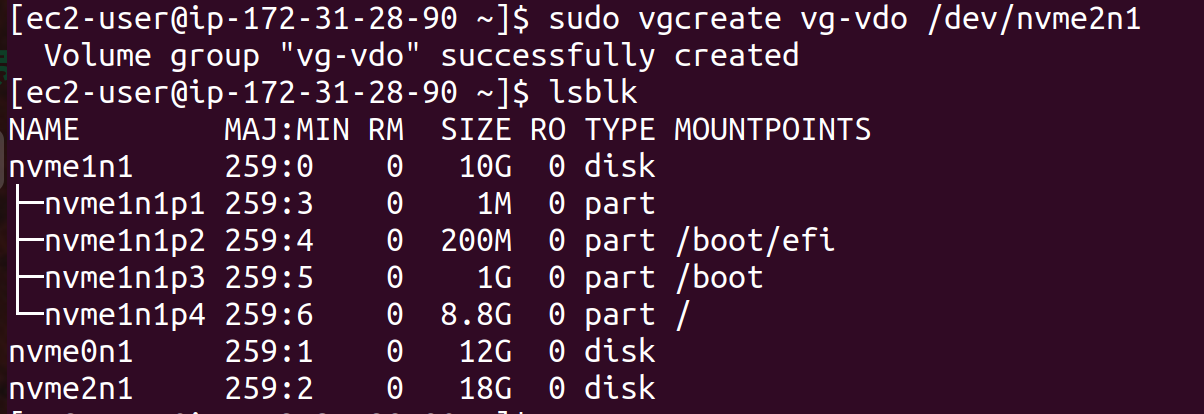 [ec2-user@ip-172-31-28-90 ~]$ sudo vgcreate vg-vdo /dev/nvme2n1
  Volume group "vg-vdo" successfully created
[ec2-user@ip-172-31-28-90 ~]$ lsblk
NAME        MAJ:MIN RM  SIZE RO TYPE MOUNTPOINTS
nvme1n1     259:0    0   10G  0 disk
├─nvme1n1p1 259:3    0    1M  0 part
├─nvme1n1p2 259:4    0  200M  0 part /boot/efi
├─nvme1n1p3 259:5    0    1G  0 part /boot
└─nvme1n1p4 259:6    0  8.8G  0 part /
nvme0n1     259:1    0   12G  0 disk
nvme2n1     259:2    0   18G  0 disk